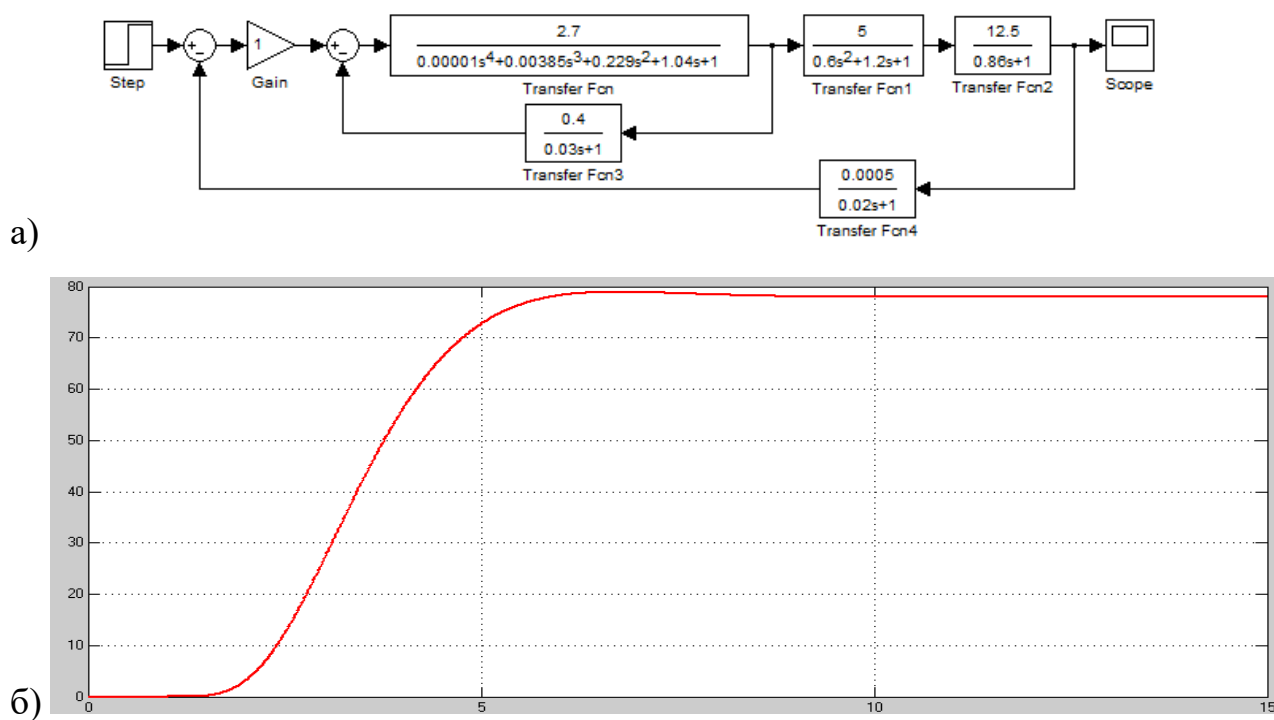 2.7
0.00001s4+0.00385s3+0.229s2+1.04s+1
Transfer Fcn
5
0.6s2+1.2s+1
Transfer Fcn1
12.5
0.86s+1
Transfer Fcn2
1
Step
Gain
Scope
0.4
0.03s+1
Transfer Fcn3
0.0005
0.02s+1
Transfer Fcn4
а)
80
70
60
50
40
30
20
10
0
0 5 10 15
б)